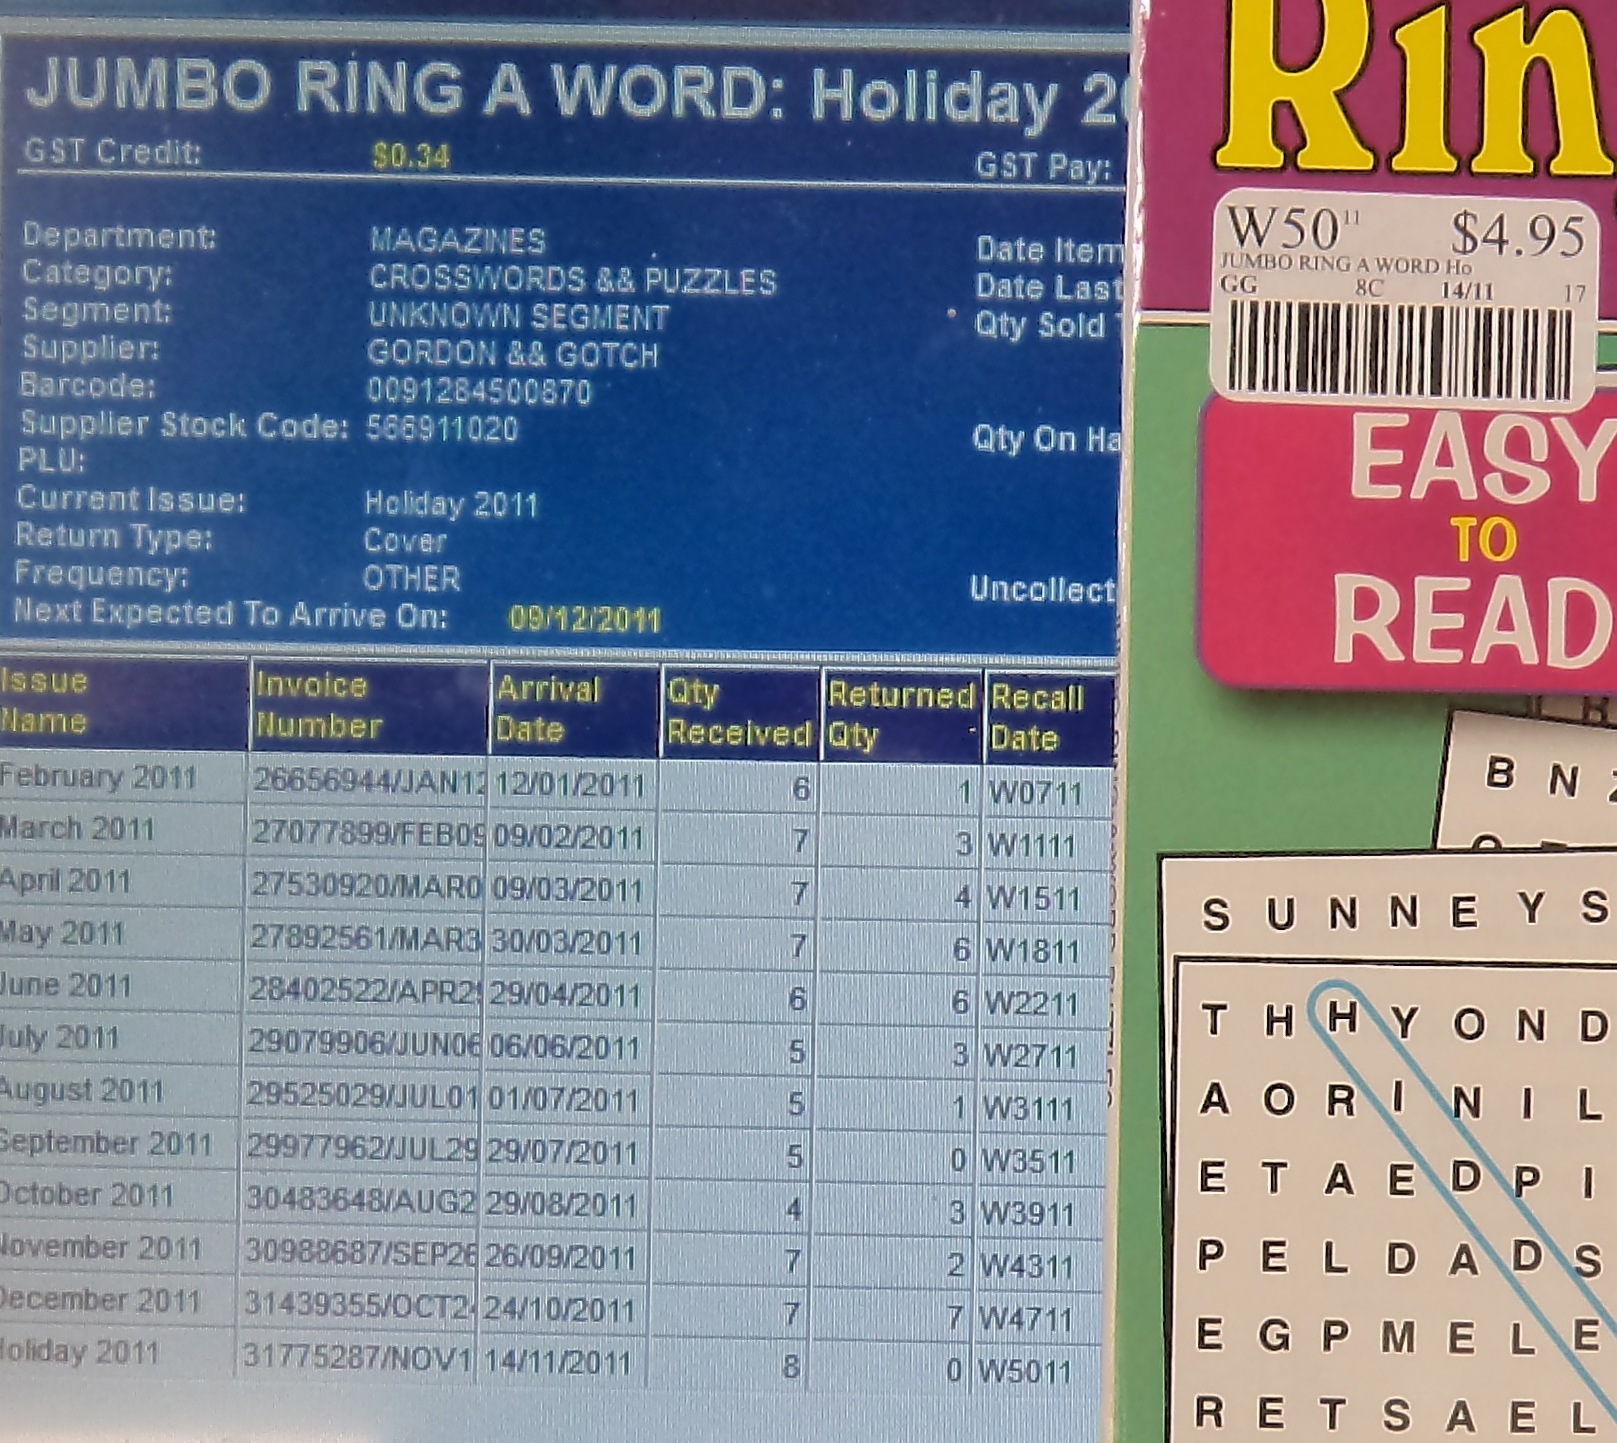 JUMBO RING A WORD: Holiday 20
GST Credit: $0.34 GST Pay:
Department: MAGAZINES Date Item
Category: CROSSWORDS && PUZZLES Date Last
Segment: UNKNOWN SEGMENT Qty Sold
Supplier: GORDON && GOTCH
Barcode: 0091284500870
Supplier Stock Code: 566911020 Qty On Ha
PLU:
Current Issue: Holiday 2011
Return Type: Cover
Frequency: OTHER Uncollect
Next Expected To Arrive On: 09/12/2011
Issue Name Invoice Number Arrival Date Qty Received Returned Qty Recall Date
February 2011 26656944/JAN12 12/01/2011 6 1 W0711
March 2011 27077899/FEB09 09/02/2011 7 3 W1111
April 2011 27530920/MAR0 09/03/2011 7 4 W1511
May 2011 27892561/MAR3 30/03/2011 7 6 W1811
June 2011 28402522/APR2 29/04/2011 6 6 W2211
July 2011 29079906/JUN06 06/06/2011 5 3 W2711
August 2011 29525029/JUL01 01/07/2011 5 1 W3111
September 2011 29977962/JUL29 29/07/2011 5 0 W3511
October 2011 30483648/AUG2 29/08/2011 4 3 W3911
November 2011 30988687/SEP26 26/09/2011 7 2 W4311
December 2011 31439355/OCT2 24/10/2011 7 7 W4711
Holiday 2011 31775287/NOV1 14/11/2011 8 0 W5011
Rin
W50 11 $4.95
JUMBO RING A WORD Ho
GG 8C 14/11 17
EASY
TO
READ
B N
S U N N E Y S
T H H Y O N D
A O R I N I L
E T A E D P I
P E L D A D S
E G P M E L E
R E T S A E L